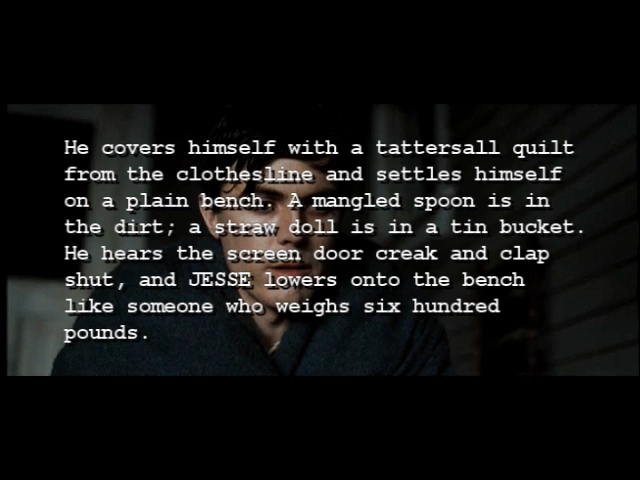 He covers himself with a tattersall quilt
from the clothesline and settles himself
on a plain bench. A mangled spoon is in
the dirt; a straw doll is in a tin bucket.
He hears the screen door creak and clap
shut, and JESSE lowers onto the bench
like someone who weighs six hundred
pounds.